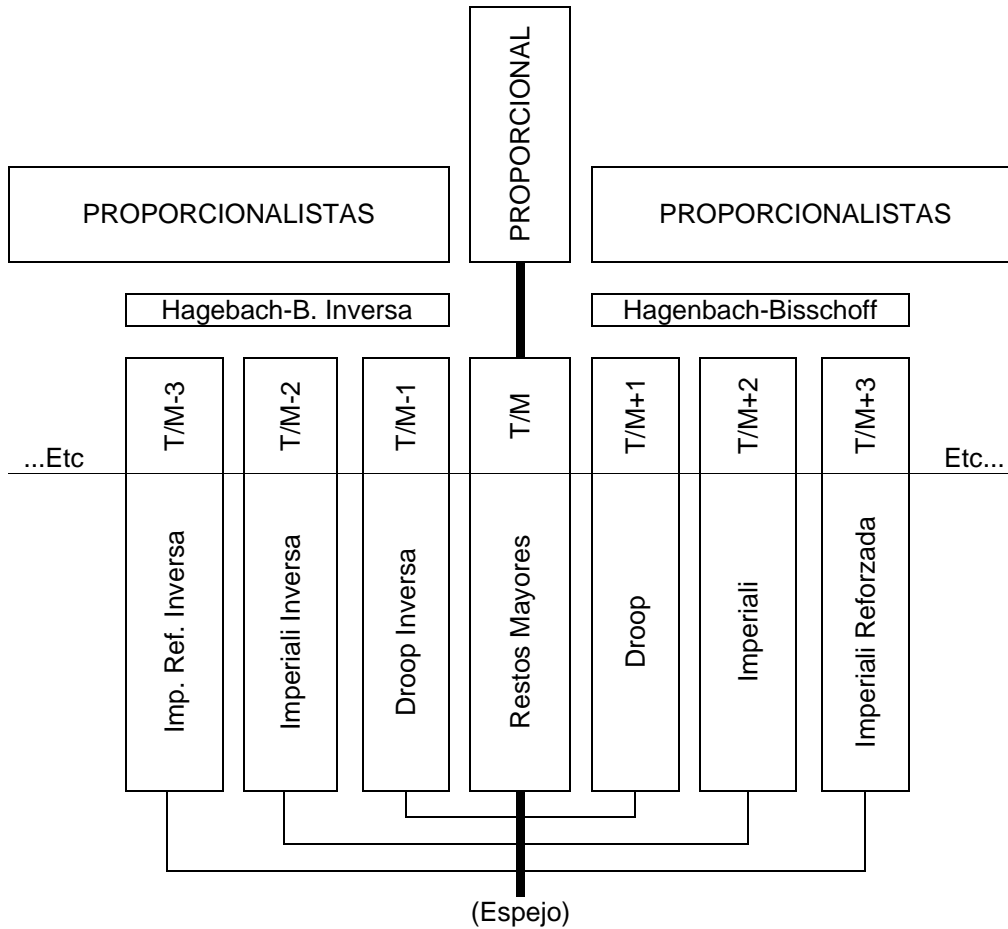 PROPORCIONAL
PROPORCIONALISTAS
PROPORCIONALISTAS
Hagebach-B. Inversa
Hagenbach-Bisschoff
T/M-3
T/M-2
T/M-1
T/M
T/M+1
T/M+2
T/M+3
...Etc
Etc...
Imp. Ref. Inversa
Imperiali Inversa
Droop Inversa
Restos Mayores
Droop
Imperiali
Imperiali Reforzada
(Espejo)